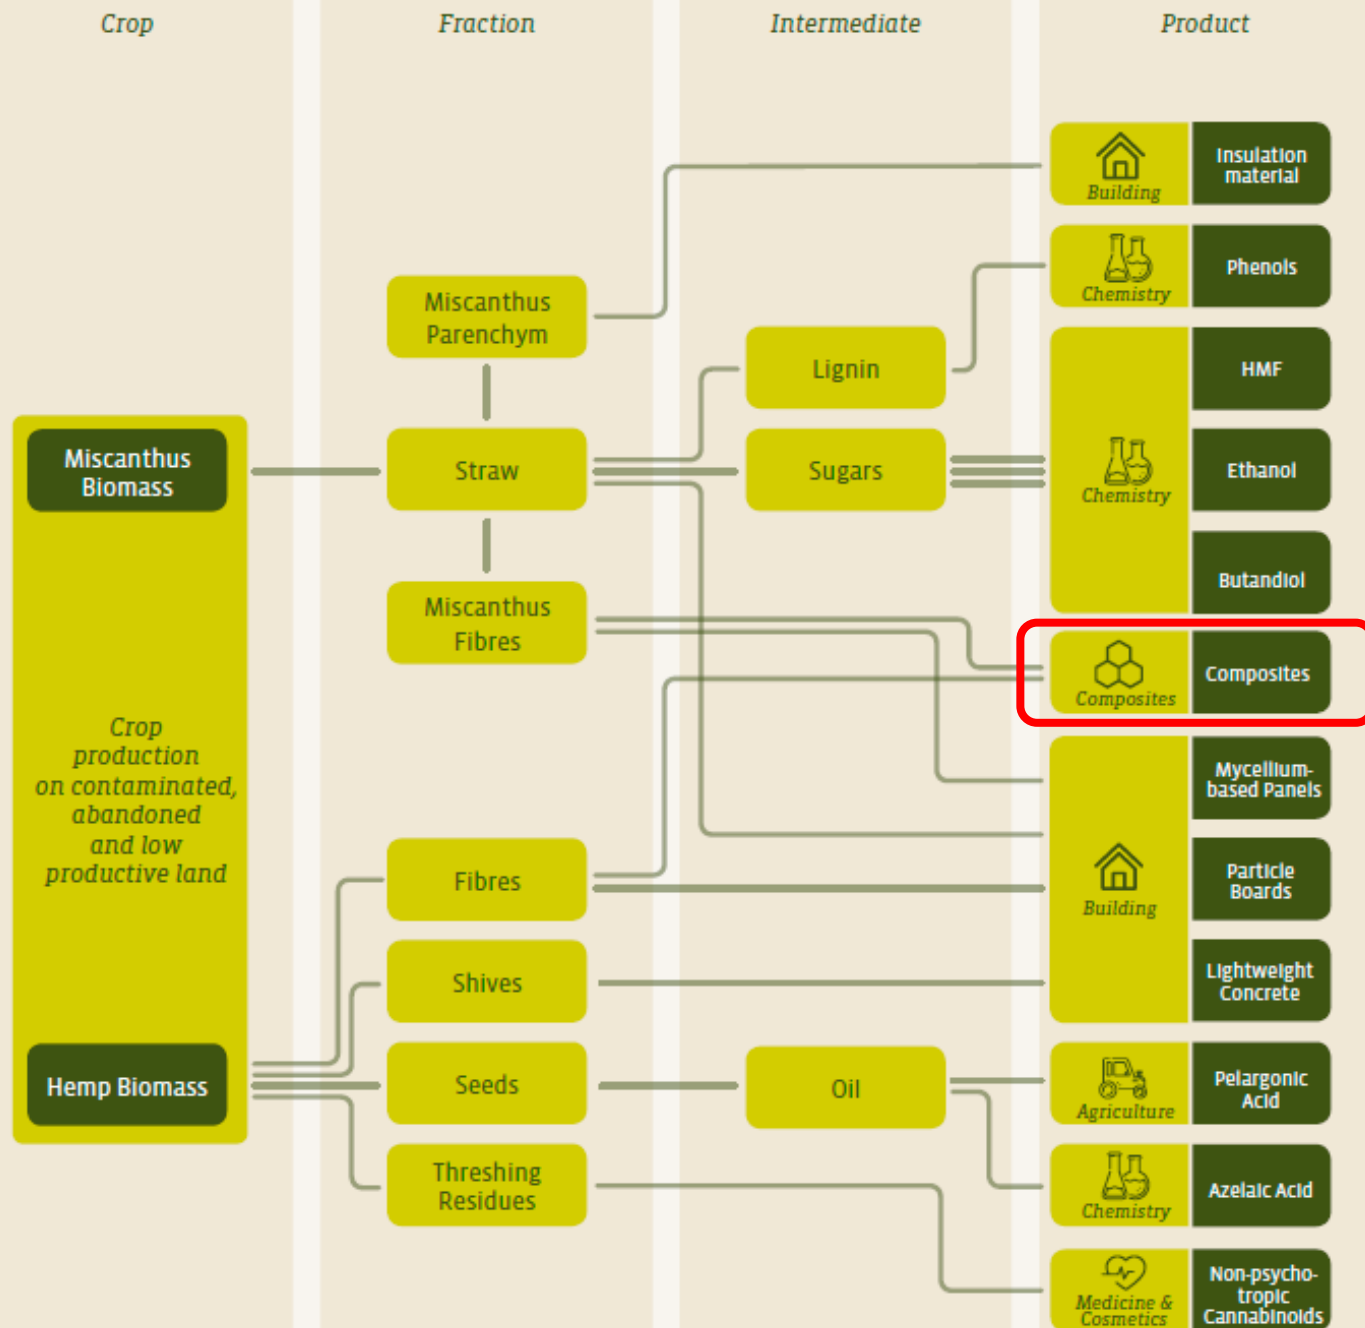 Crop
Fraction
Intermediate
Product
Insulation
material
Building
Phenols
Chemistry
Miscanthus
Parenchym
Lignin
HMF
Miscanthus
Biomass
Straw
Sugars
Chemistry
Ethanol
Butandiol
Miscanthus
Fibres
Composites
Composites
Crop
production
on contaminated,
abandoned
and low
productive land
Mycellium-
based Panels
Fibres
Building
Particle
Boards
Shives
Lightweight
Concrete
Hemp Biomass
Seeds
Oil
Agriculture
Pelargonic
Acid
Threshing
Residues
Chemistry
Azelaic Acid
Medicine &
Cosmetics
Non-psycho-
tropic
Cannabinoids